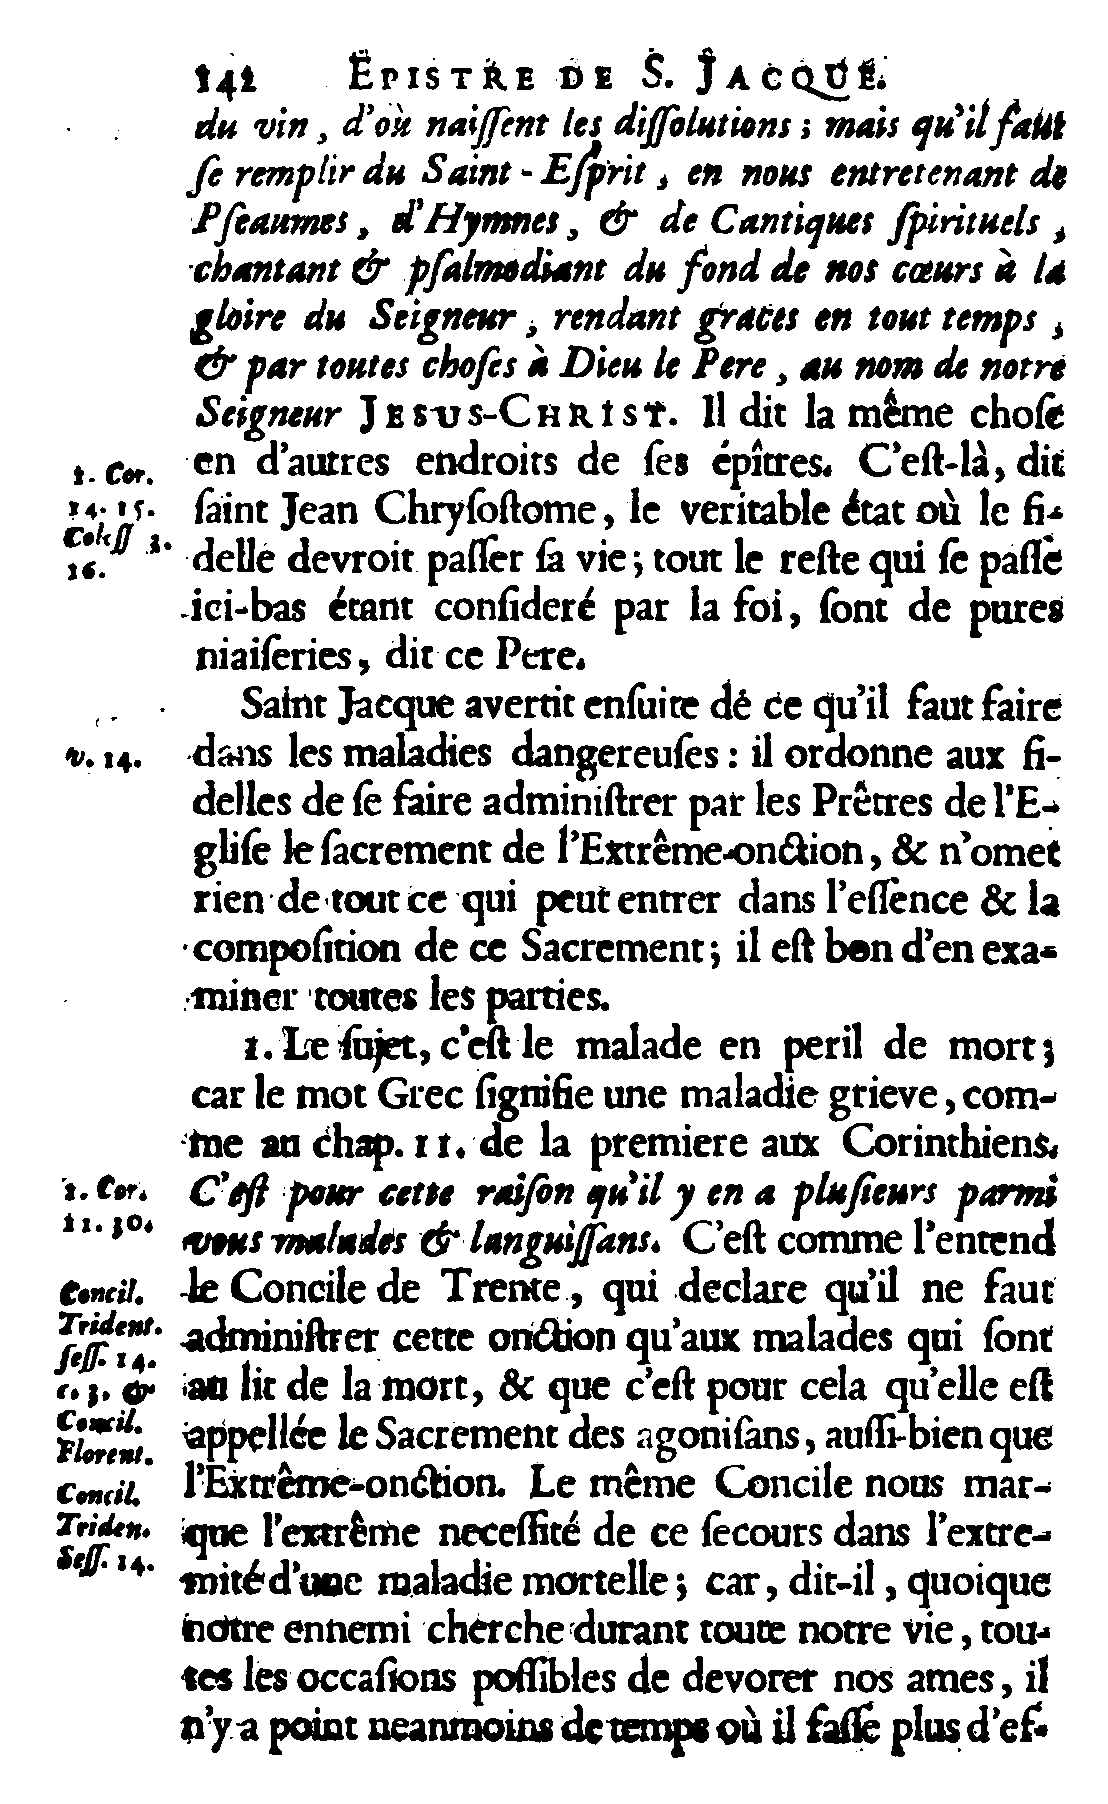 142 EPISTRE DE S. JACQUE.
du vin, d'où naiſſent les diſſolutions ; mais qu'il faut
ſe remplir du Saint-Eſprit, en nous entretenant de
Pſeaumes, d'Hymnes, & de Cantiques ſpirituels,
chantant & pſalmodiant du fond de nos cœurs à la
gloire du Seigneur, rendant graces en tout temps,
& par toutes choſes à Dieu le Pere, au nom de notre
Seigneur JESUS-CHRIST. Il dit la même choſe
en d'autres endroits de ſes épîtres. C'eſt-là, dit
1. Cor.
ſaint Jean Chryſoſtome, le veritable état où le fi-
14. 15.
delle devroit paſſer ſa vie ; tout le reſte qui ſe paſſe
Coloſſ 3.
16.
ici-bas étant conſideré par la foi, ſont de pures
niaiſeries, dit ce Pere.
Saint Jacque avertit enſuite de ce qu'il faut faire
v. 14.
dans les maladies dangereuſes : il ordonne aux fi-
delles de ſe faire adminiſtrer par les Prêtres de l'E-
gliſe le ſacrement de l'Extrême-onction, & n'omet
rien de tout ce qui peut entrer dans l'eſſence & la
compoſition de ce Sacrement ; il eſt bon d'en exa-
miner toutes les parties.
1. Le ſujet, c'eſt le malade en peril de mort ;
car le mot Grec ſignifie une maladie grieve, com-
me au chap. 11. de la premiere aux Corinthiens.
1. Cor.
11. 30.
C'eſt pour cette raiſon qu'il y en a pluſieurs parmi
vous malades & languiſſans. C'eſt comme l'entend
Concil.
Trident.
ſeſſ. 14.
c. 3. &
Concil.
Florent.
le Concile de Trente, qui declare qu'il ne faut
adminiſtrer cette onction qu'aux malades qui ſont
au lit de la mort, & que c'eſt pour cela qu'elle eſt
appellée le Sacrement des agoniſans, auſſi-bien que
l'Extrême-onction. Le même Concile nous mar-
Concil.
Triden.
Seſſ. 14.
que l'extrême neceſſité de ce ſecours dans l'extre-
mité d'une maladie mortelle ; car, dit-il, quoique
notre ennemi cherche durant toute notre vie, tou-
tes les occaſions poſſibles de devorer nos ames, il
n'y a point neanmoins de temps où il faſſe plus d'ef-